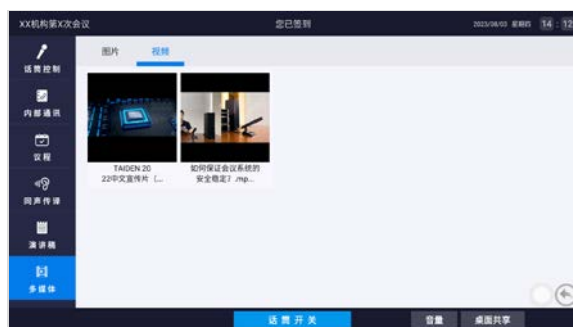 XX机构第X次会议
您已签到
2023/08/03 星期四 14 : 12
话筒控制
图片 视频
内部通讯
议程
同声传译
演讲稿
多媒体
TAIDEN 20
22中文宣传片（...
如何保证会议系统的
安全稳定？.mp...
话筒开关
音量
桌面共享